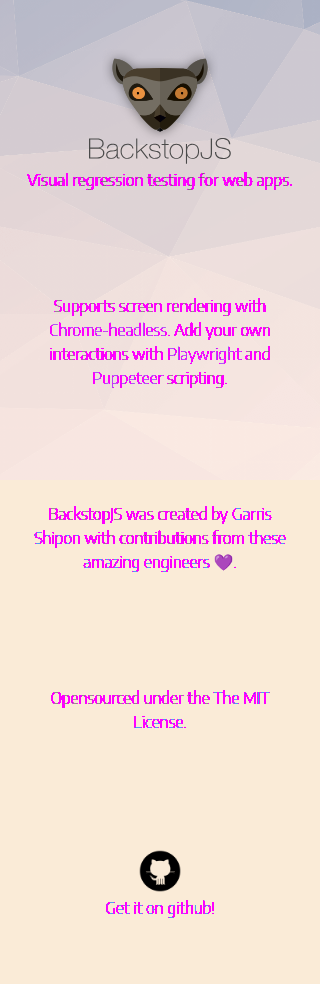 BackstopJS
Visual regression testing for web apps.
Supports screen rendering with
Chrome-headless. Add your own
interactions with Playwright and
Puppeteer scripting.
BackstopJS was created by Garris
Shipon with contributions from these
amazing engineers 💜.
Opensourced under the The MIT
License.
Get it on github!